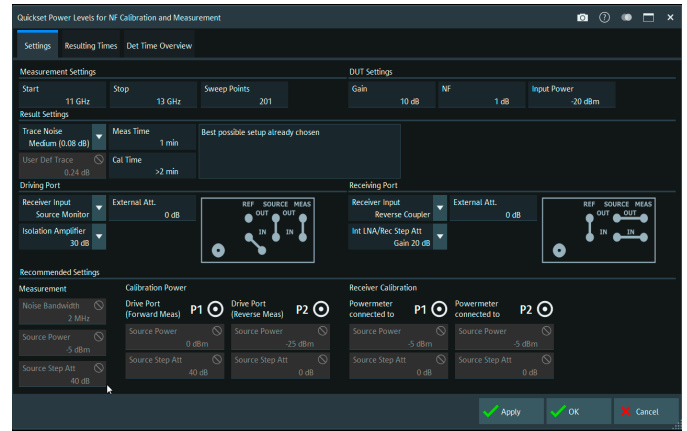 Quickset Power Levels for NF Calibration and Measurement
Settings Resulting Times Det Time Overview
Measurement Settings DUT Settings
Start Stop Sweep Points Gain NF Input Power
11 GHz 13 GHz 201 10 dB 1 dB -20 dBm
Result Settings
Trace Noise Meas Time Best possible setup already chosen
Medium (0.08 dB) 1 min
User Def Trace Cal Time
0.24 dB >2 min
Driving Port Receiving Port
Receiver Input External Att. REF SOURCE MEAS Receiver Input External Att. REF SOURCE MEAS
Source Monitor 0 dB OUT OUT Reverse Coupler 0 dB OUT OUT
Isolation Amplifier IN IN Int LNA/Rec Step Att IN IN
30 dB Gain 20 dB
Recommended Settings
Measurement Calibration Power Receiver Calibration
Noise Bandwidth Drive Port P1 Drive Port P2 Powermeter P1 Powermeter P2
2 MHz (Forward Meas) (Reverse Meas) connected to connected to
Source Power Source Power Source Power Source Power Source Power
-5 dBm 0 dBm -25 dBm -5 dBm -5 dBm
Source Step Att Source Step Att Source Step Att Source Step Att Source Step Att
40 dB 40 dB 0 dB 0 dB 0 dB
Apply OK Cancel